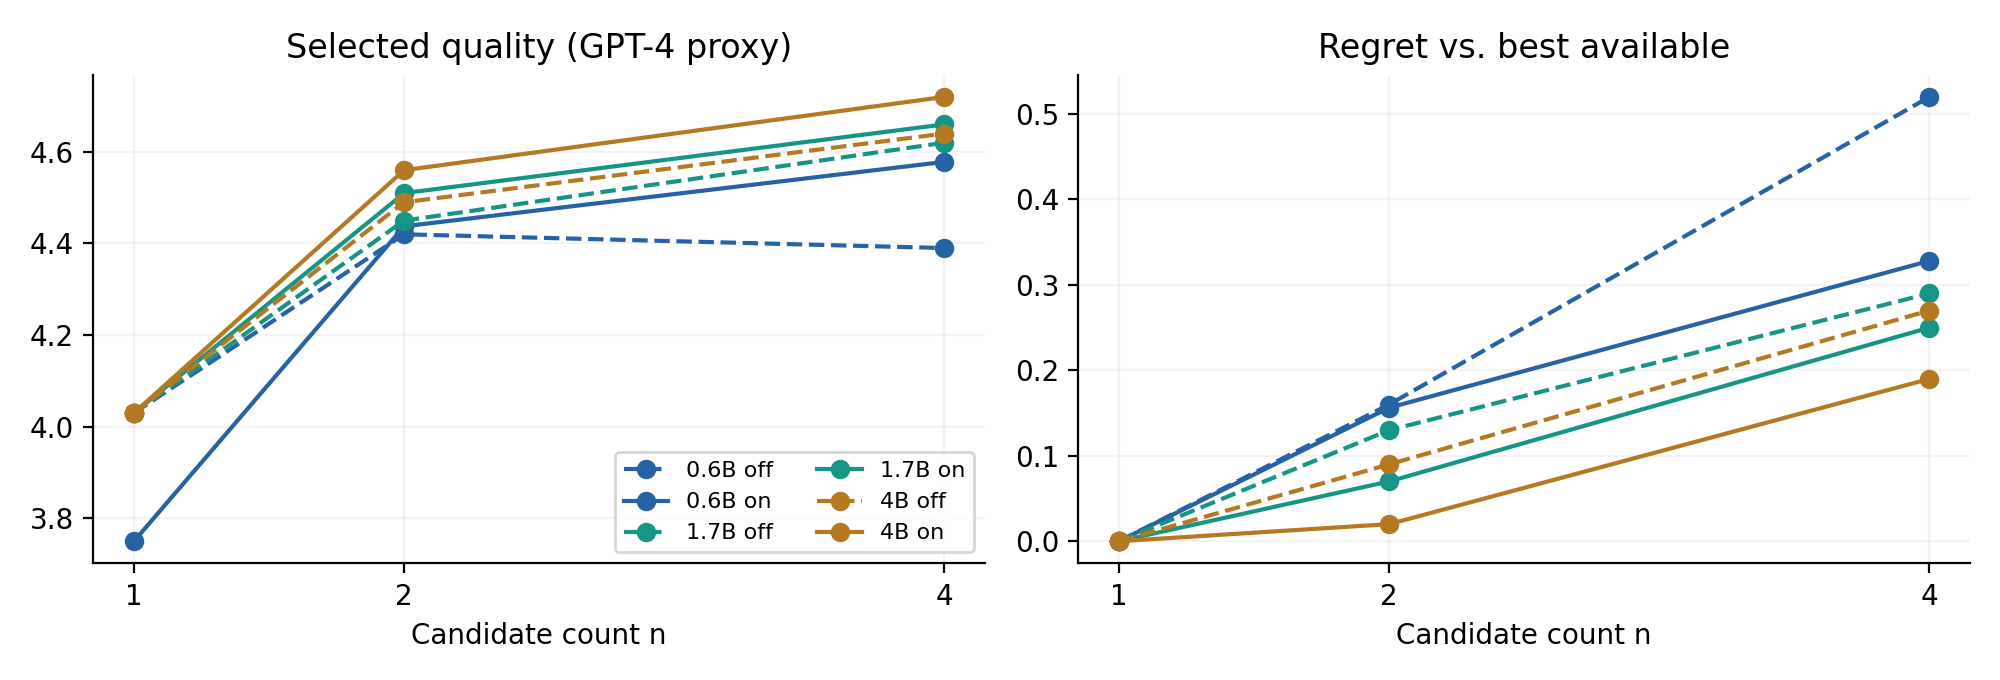 Selected quality (GPT-4 proxy)
4.6
4.4
4.2
4.0
3.8
1
2
4
Candidate count n
0.6B off
0.6B on
1.7B off
1.7B on
4B off
4B on
Regret vs. best available
0.5
0.4
0.3
0.2
0.1
0.0
1
2
4
Candidate count n